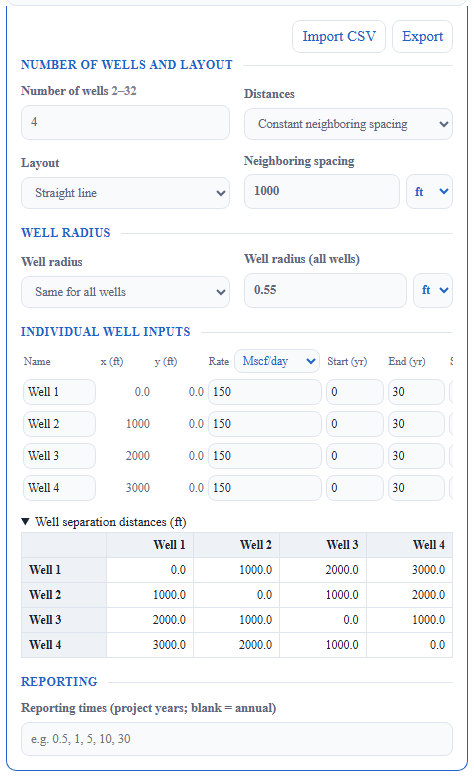 Import CSV Export
NUMBER OF WELLS AND LAYOUT
Number of wells 2–32 Distances
4 Constant neighboring spacing
Layout Neighboring spacing
Straight line 1000 ft
WELL RADIUS
Well radius Well radius (all wells)
Same for all wells 0.55 ft
INDIVIDUAL WELL INPUTS
Name x (ft) y (ft) Rate Mscf/day Start (yr) End (yr)
Well 1 0.0 0.0 150 0 30
Well 2 1000 0.0 150 0 30
Well 3 2000 0.0 150 0 30
Well 4 3000 0.0 150 0 30
▼ Well separation distances (ft)
Well 1 Well 2 Well 3 Well 4
Well 1 0.0 1000.0 2000.0 3000.0
Well 2 1000.0 0.0 1000.0 2000.0
Well 3 2000.0 1000.0 0.0 1000.0
Well 4 3000.0 2000.0 1000.0 0.0
REPORTING
Reporting times (project years; blank = annual)
e.g. 0.5, 1, 5, 10, 30